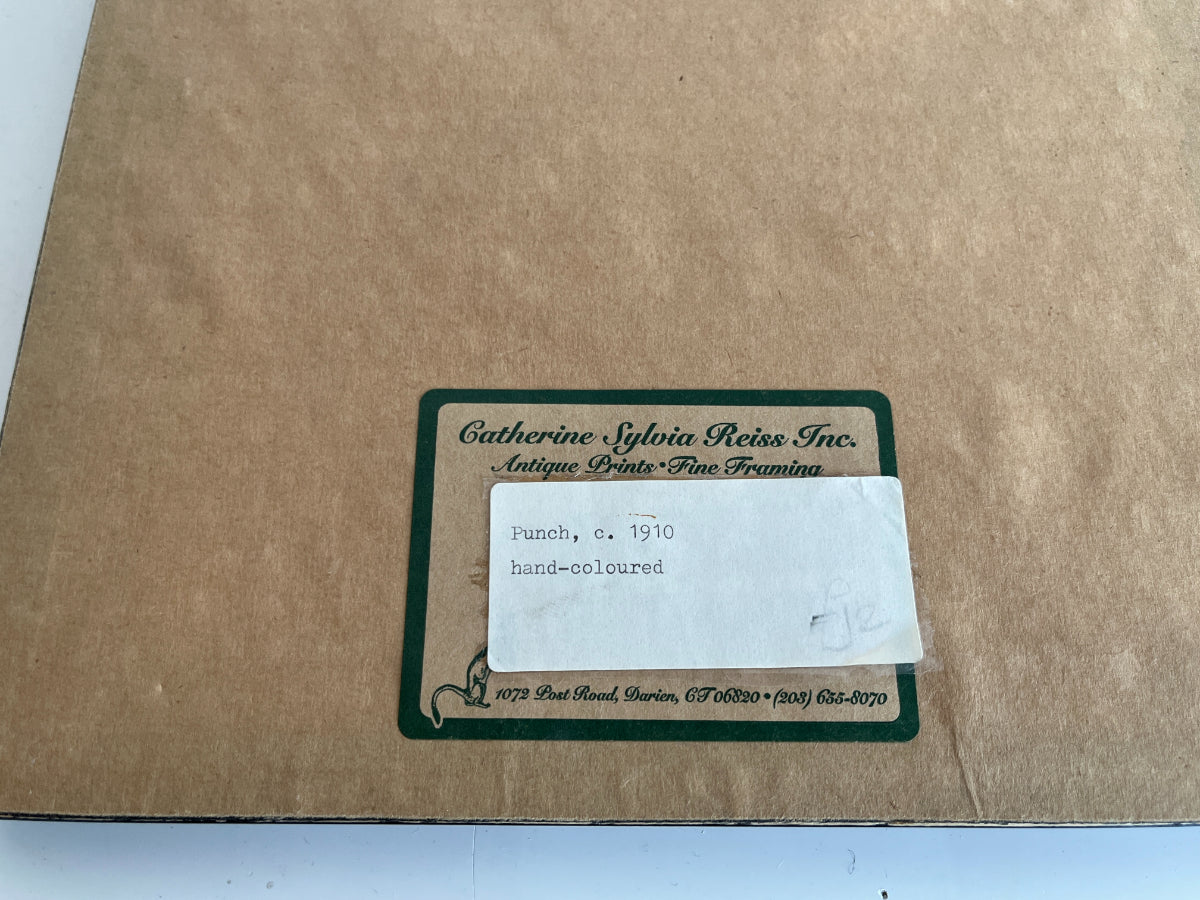 Catherine Sylvia Reiss Inc.
Antique Prints • Fine Framing
Punch, c. 1910
hand-coloured
1072 Post Road, Darien, CT 06820 • (203) 655-8070